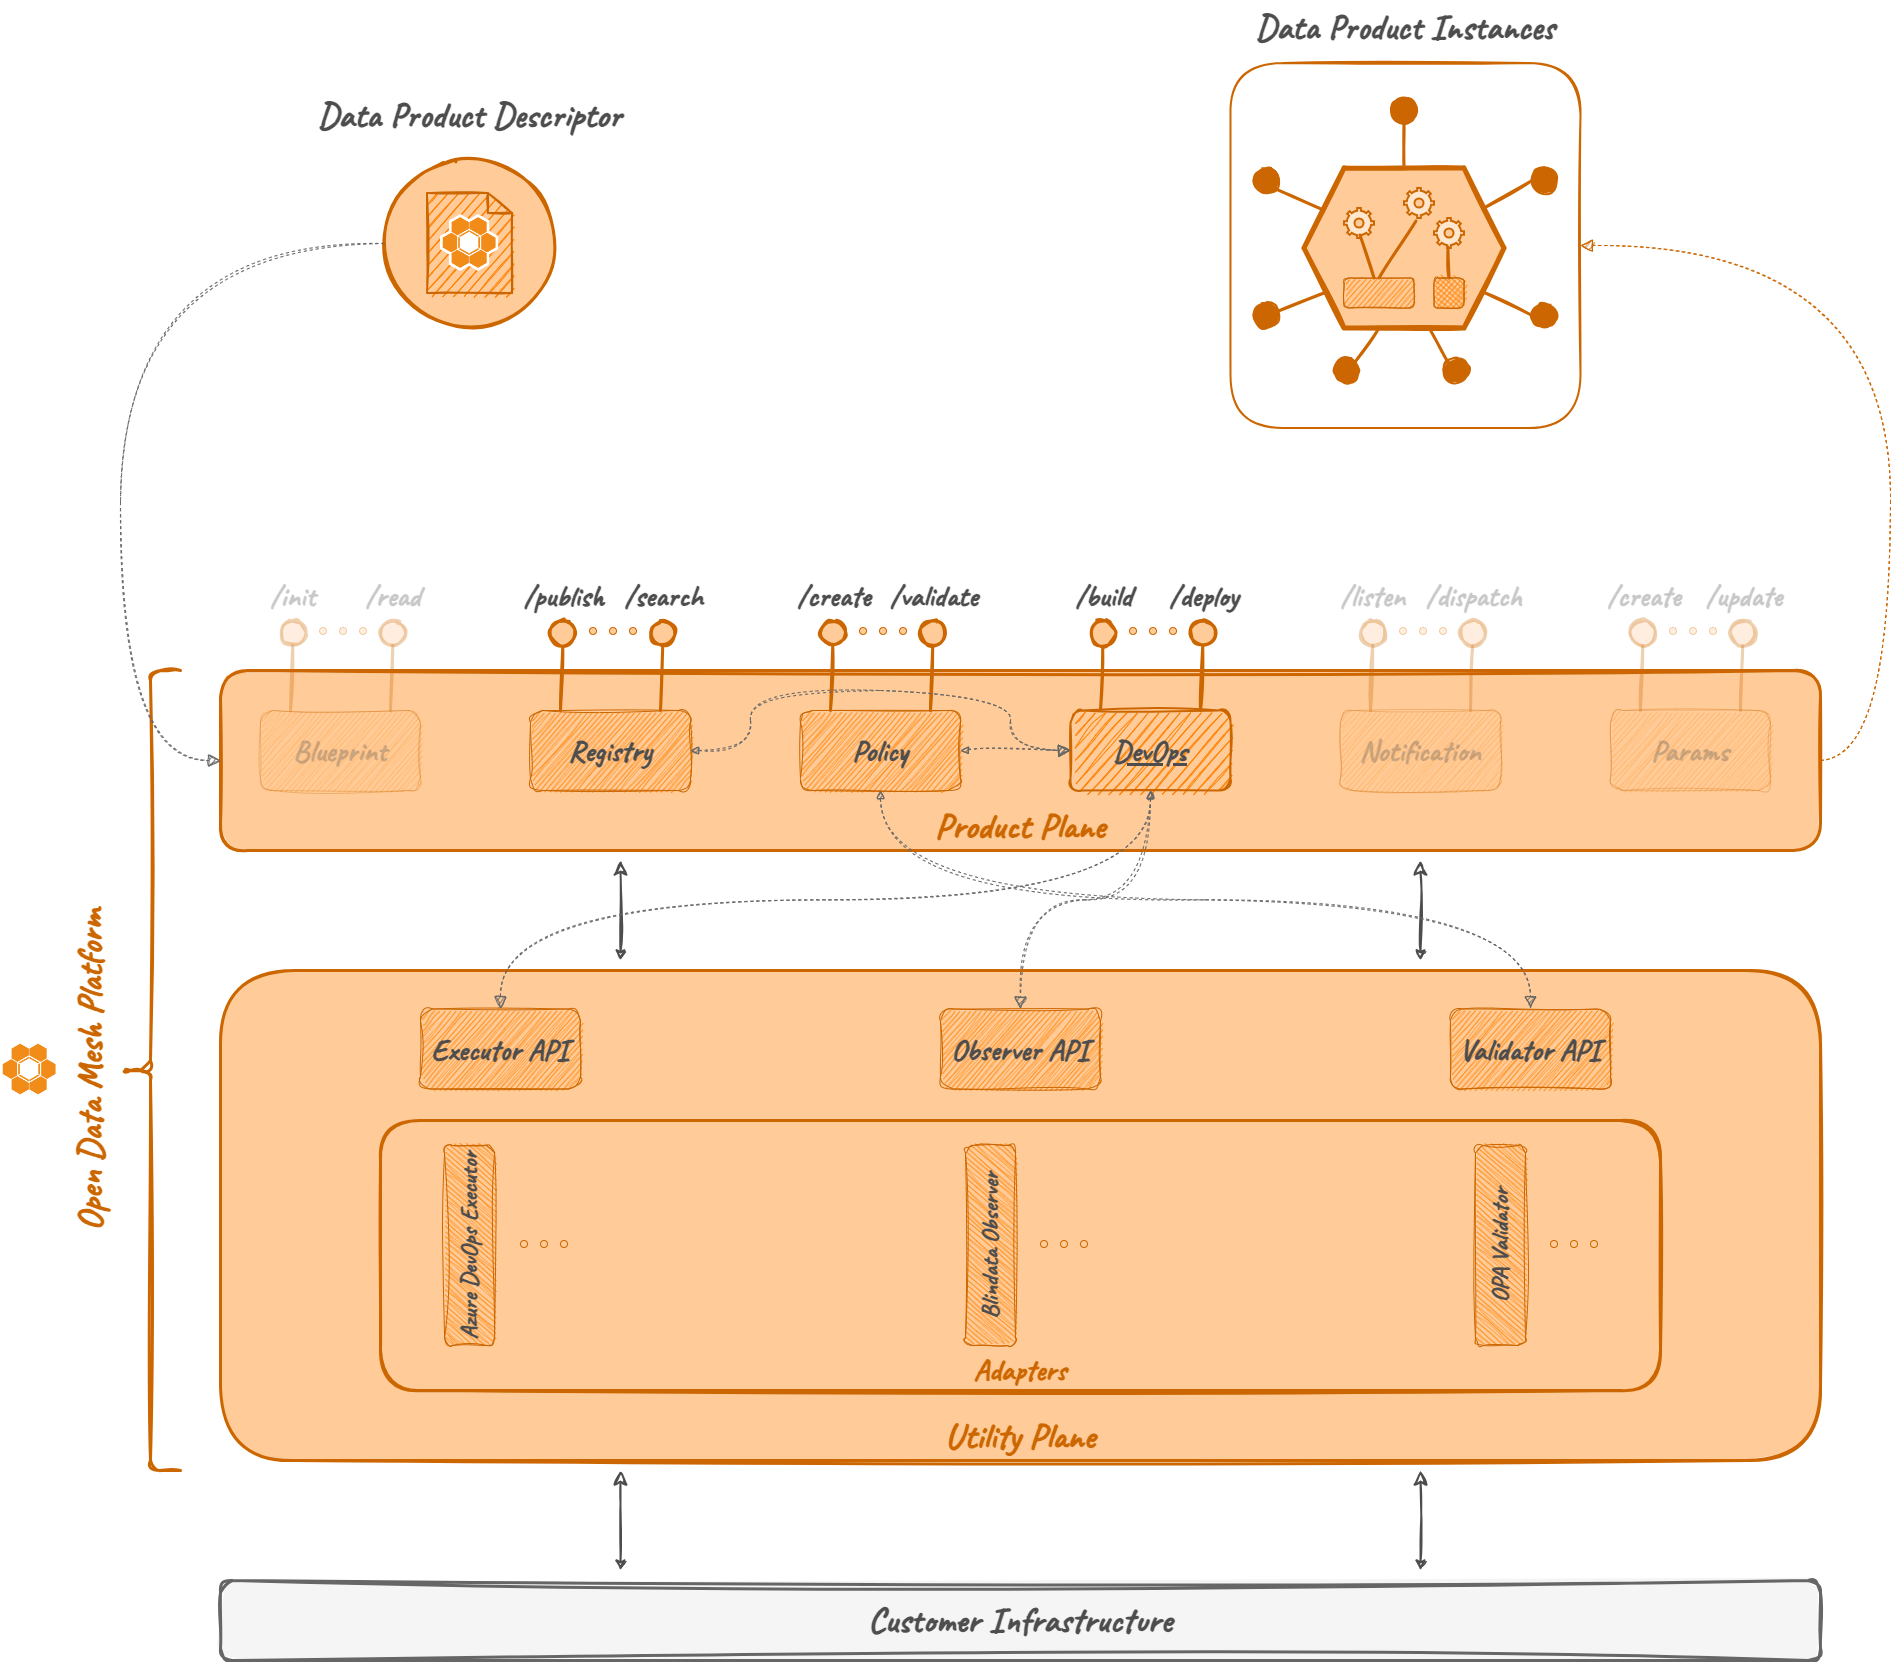 Data Product Instances
Data Product Descriptor
/init /read
/publish /search
/create /validate
/build /deploy
/listen /dispatch
/create /update
Blueprint
Registry
Policy
DevOps
Notification
Params
Product Plane
Open Data Mesh Platform
Executor API
Observer API
Validator API
Azure DevOps Executor
Blindata Observer
OPA Validator
Adapters
Utility Plane
Customer Infrastructure